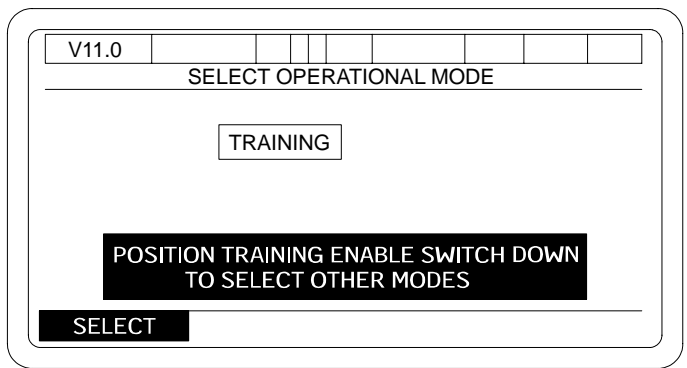 V11.0
SELECT OPERATIONAL MODE
TRAINING
POSITION TRAINING ENABLE SWITCH DOWN
TO SELECT OTHER MODES
SELECT